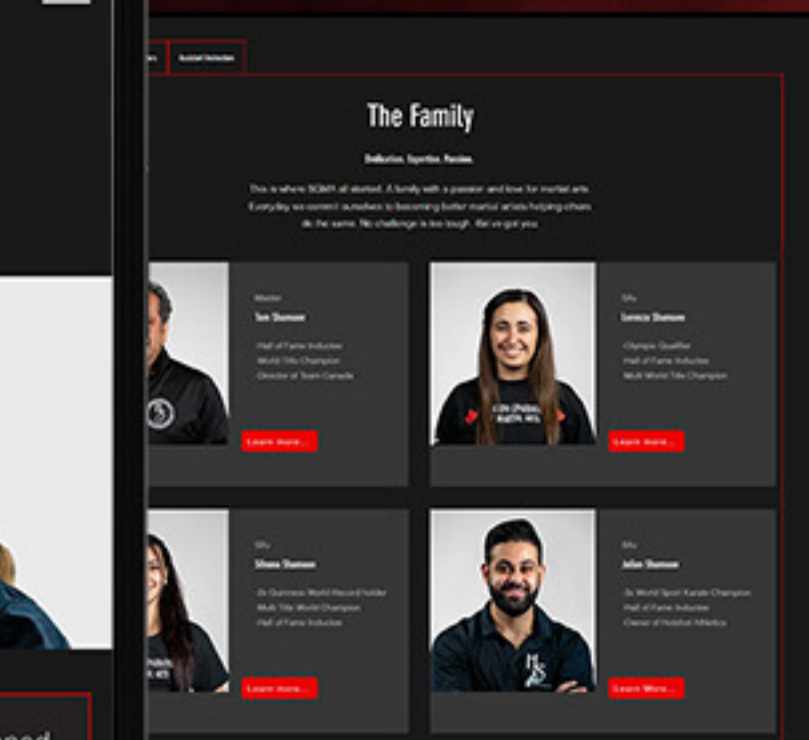 Assistant Instructors
The Family
Dedication. Expertise. Passion.
This is where all started. A family with a passion and love for martial arts.
Everyday we commit ourselves to becoming better martial artists helping others
do the same. No challenge is too tough. We've got you
Master
Tom
-Hall of Fame Inductee
-World Title Champion
-Director of Team Canada
Learn more...
Sifu
-Olympic Qualifier
-Hall of Fame Inductee
-Multi World Title Champion
Learn more...
Sifu
Silvana
-2x Guinness World Record holder
-Multi Title World Champion
-Hall of Fame Inductee
Learn more...
Sifu
Julian
-3x World Sport Karate Champion
-Hall of Fame Inductee
-Owner of Hotshot Athletics
Learn More...